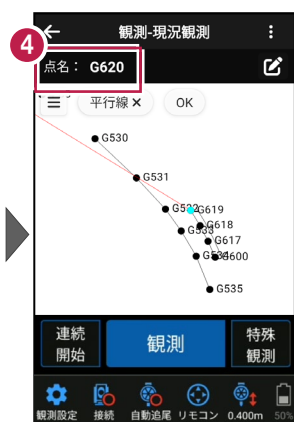 4
観測-現況観測
点名： G620
平行線 ×
OK
G530
G531
G532
G619
G618
G533
G617
G534
G600
G535
連続
開始
観測
特殊
観測
観測設定
接続
自動追尾
リモコン
0.400m
50%